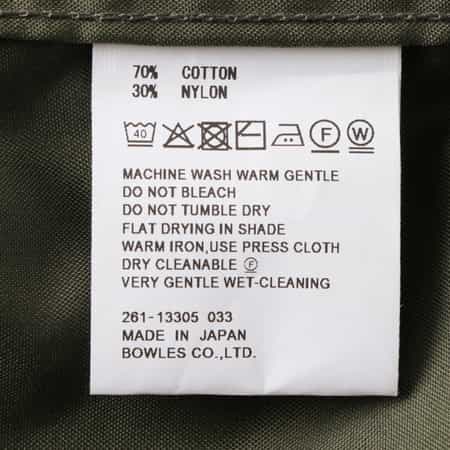 70% COTTON
30% NYLON
40 F W
MACHINE WASH WARM GENTLE
DO NOT BLEACH
DO NOT TUMBLE DRY
FLAT DRYING IN SHADE
WARM IRON,USE PRESS CLOTH
DRY CLEANABLE Ⓕ
VERY GENTLE WET-CLEANING
261-13305 033
MADE IN JAPAN
BOWLES CO.,LTD.